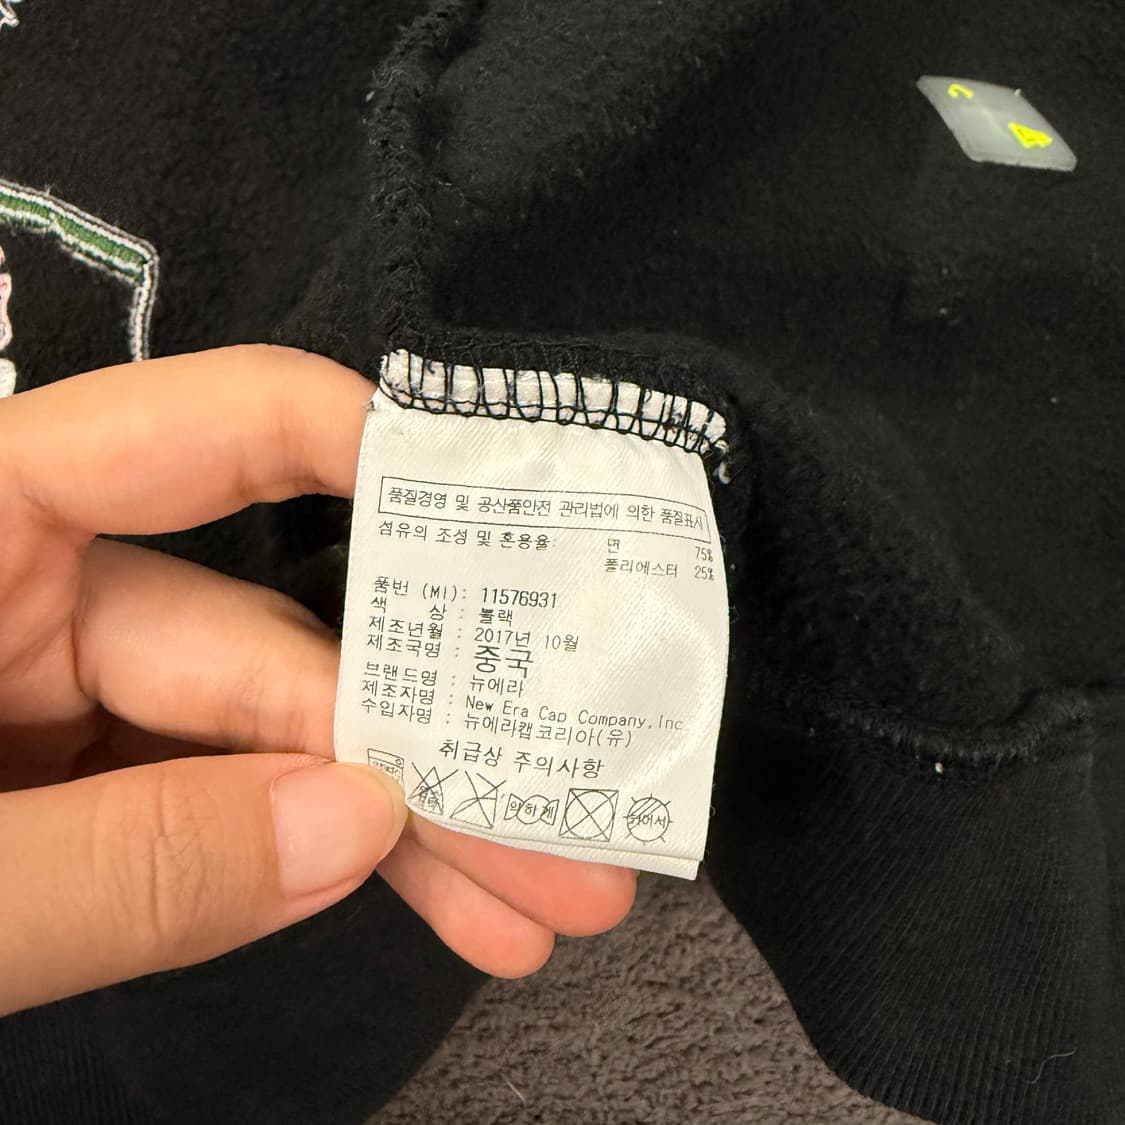 품질경영 및 공산품안전 관리법에 의한 품질표시
섬유의 조성 및 혼용율: 면 75%
폴리에스터 25%
품번 (MI): 11576931
색 상 : 블랙
제조년월 : 2017년 10월
제조국명 : 중국
브랜드명 : 뉴에라
제조자명 : New Era Cap Company, Inc.
수입자명 : 뉴에라캡코리아(유)
취급상 주의사항
약하게